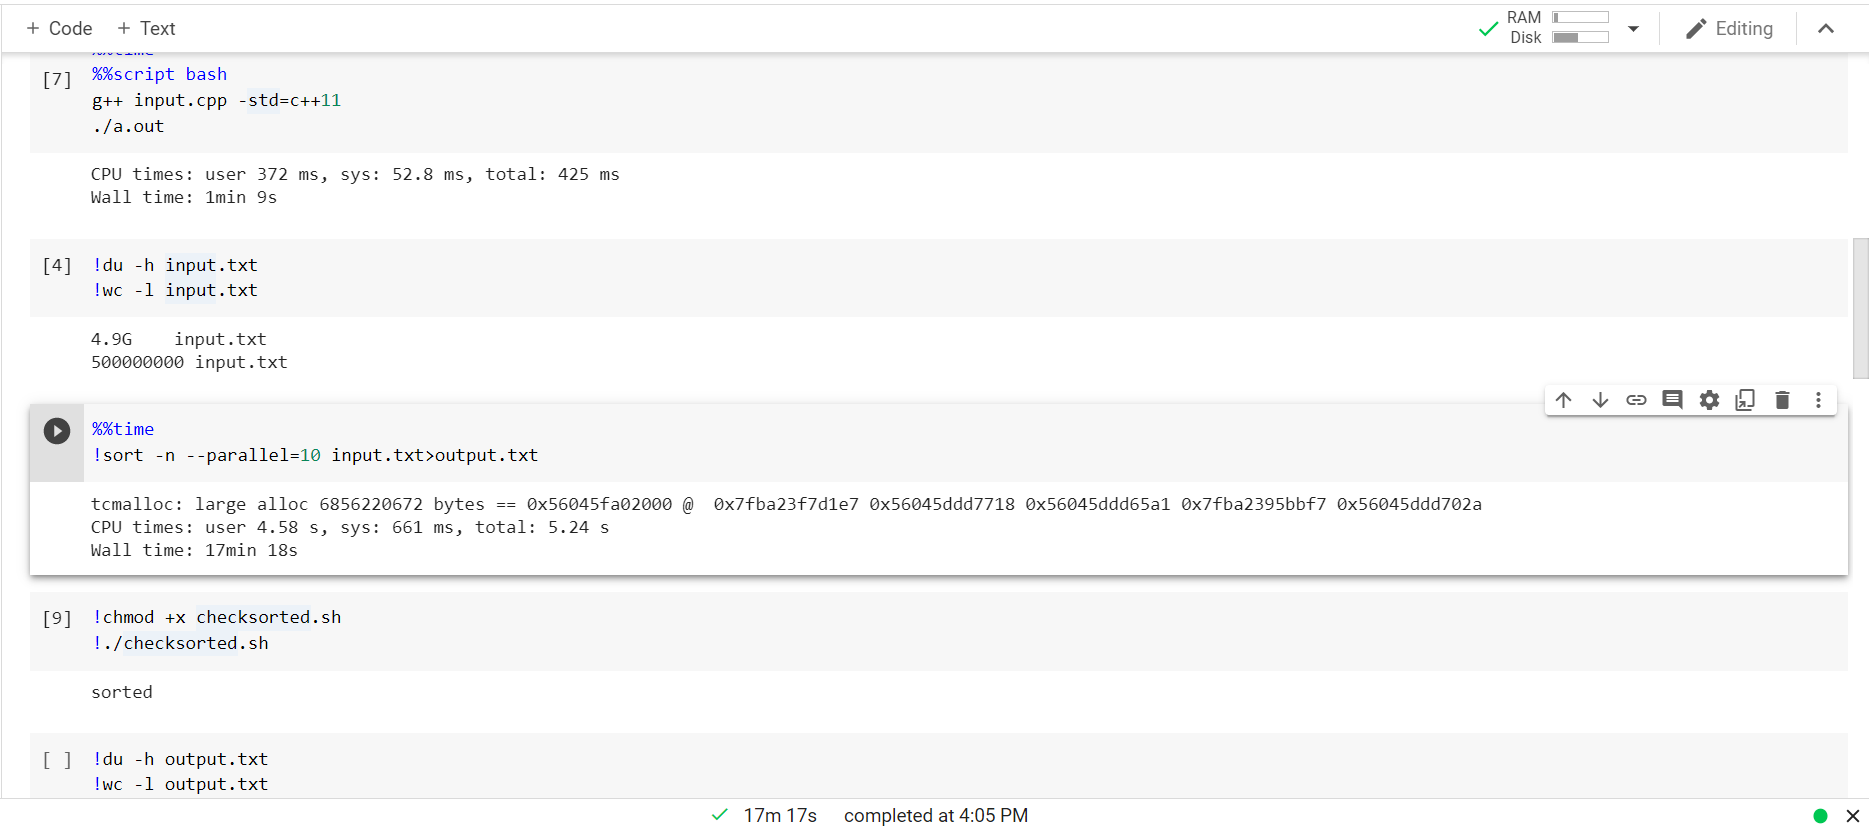 + Code + Text
RAM
Disk
Editing
%%time
[7] %%script bash
g++ input.cpp -std=c++11
./a.out
CPU times: user 372 ms, sys: 52.8 ms, total: 425 ms
Wall time: 1min 9s
[4] !du -h input.txt
!wc -l input.txt
4.9G    input.txt
500000000 input.txt
%%time
!sort -n --parallel=10 input.txt>output.txt
tcmalloc: large alloc 6856220672 bytes == 0x56045fa02000 @  0x7fba23f7d1e7 0x56045ddd7718 0x56045ddd65a1 0x7fba2395bbf7 0x56045ddd702a
CPU times: user 4.58 s, sys: 661 ms, total: 5.24 s
Wall time: 17min 18s
[9] !chmod +x checksorted.sh
!./checksorted.sh
sorted
[ ] !du -h output.txt
!wc -l output.txt
17m 17s completed at 4:05 PM